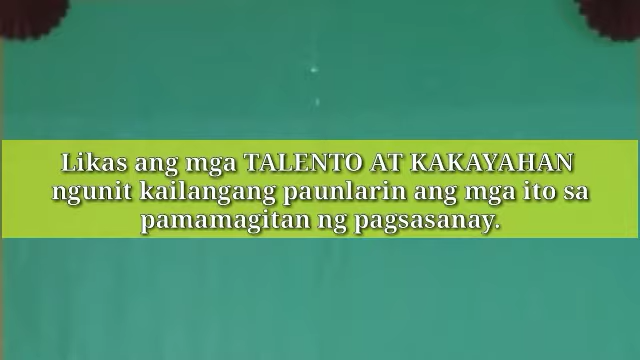 Likas ang mga TALENTO AT KAKAYAHAN
ngunit kailangang paunlarin ang mga ito sa
pamamagitan ng pagsasanay.